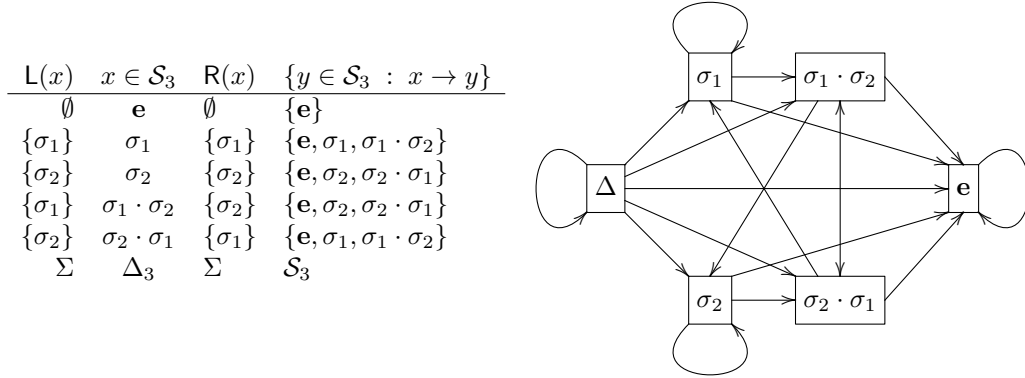 L(x) x ∈ S₃ R(x) {y ∈ S₃ : x → y}
∅ e ∅ {e}
{σ₁} σ₁ {σ₁} {e, σ₁, σ₁ · σ₂}
{σ₂} σ₂ {σ₂} {e, σ₂, σ₂ · σ₁}
{σ₁} σ₁ · σ₂ {σ₂} {e, σ₂, σ₂ · σ₁}
{σ₂} σ₂ · σ₁ {σ₁} {e, σ₁, σ₁ · σ₂}
Σ Δ₃ Σ S₃
σ₁ σ₁ · σ₂
Δ e
σ₂ σ₂ · σ₁